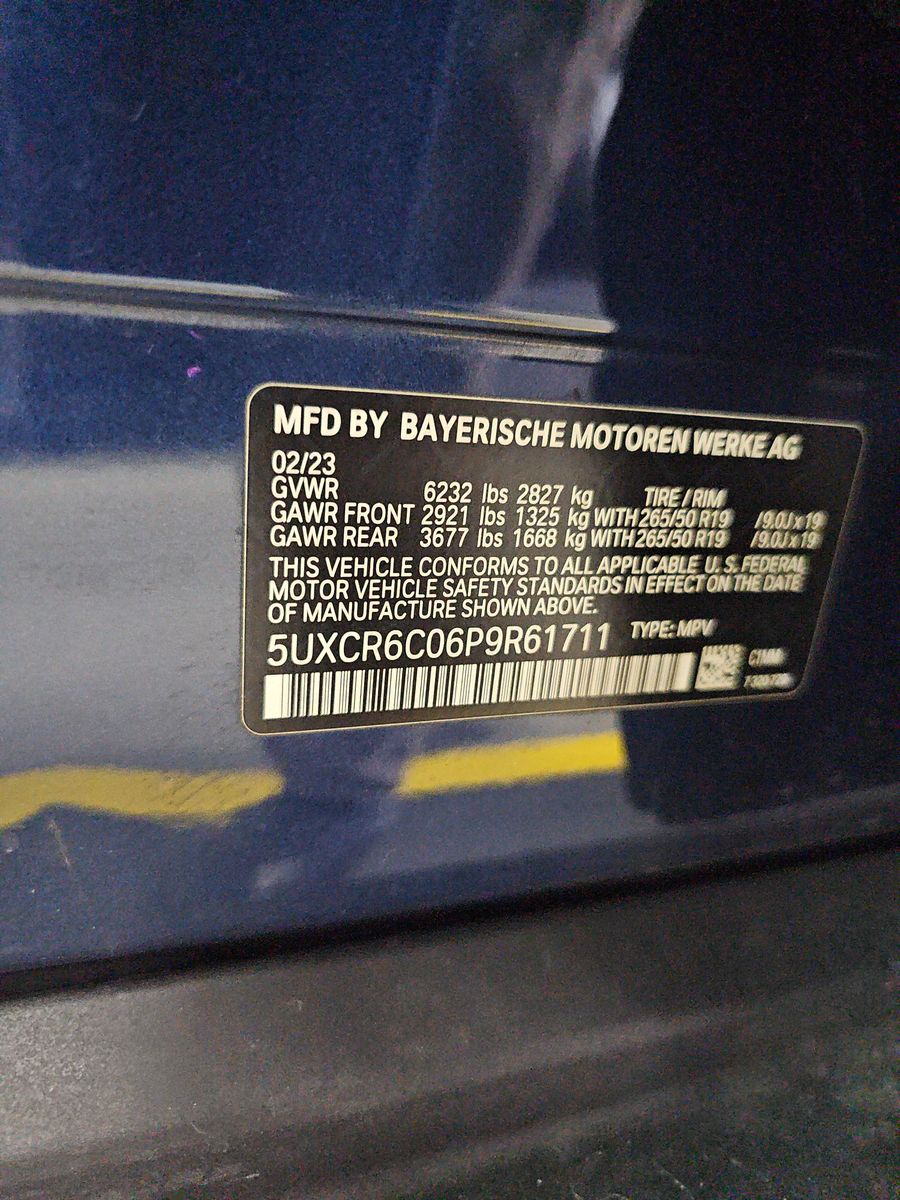 MFD BY BAYERISCHE MOTOREN WERKE AG
02/23
GVWR 6232 lbs 2827 kg TIRE / RIM
GAWR FRONT 2921 lbs 1325 kg WITH 265/50 R19 /9.0J x 19
GAWR REAR 3677 lbs 1668 kg WITH 265/50 R19 /9.0J x 19
THIS VEHICLE CONFORMS TO ALL APPLICABLE U.S. FEDERAL
MOTOR VEHICLE SAFETY STANDARDS IN EFFECT ON THE DATE
OF MANUFACTURE SHOWN ABOVE.
5UXCR6C06P9R61711 TYPE: MPV